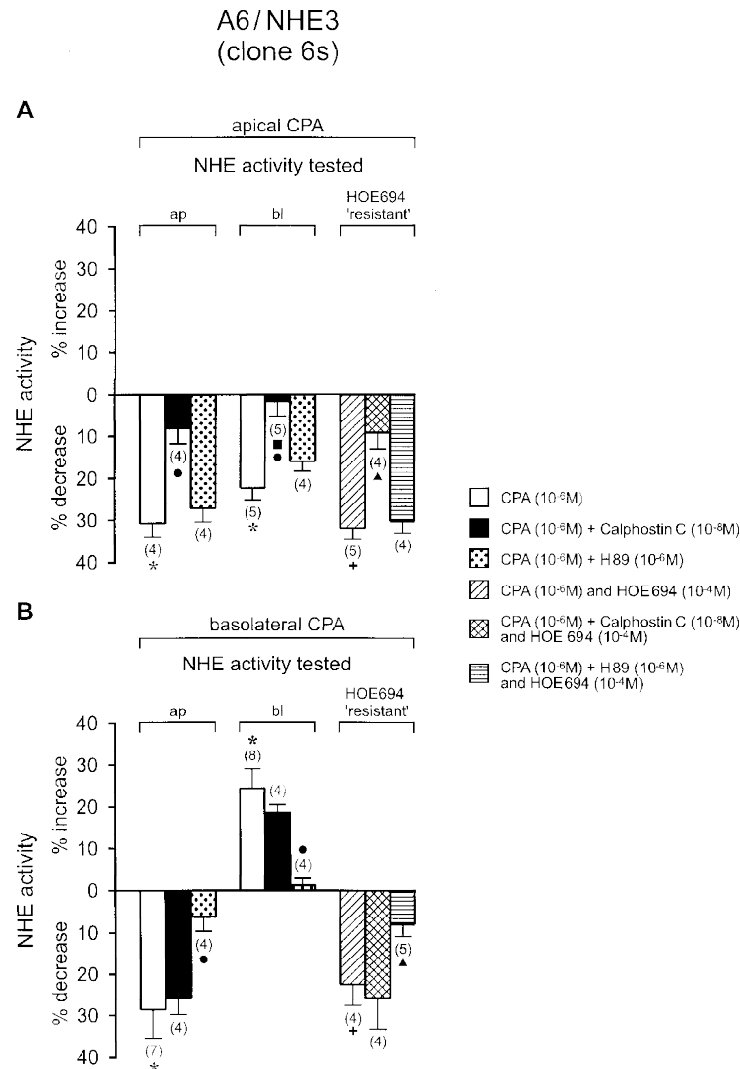 A6/NHE3
(clone 6s)
A
apical CPA
NHE activity tested
HOE694
ap
bl
'resistant'
40
30
20
10
0
10
20
30
40
NHE activity
% increase
% decrease
(4)
*
(4)
●
(4)
(5)
*
(5)
■
●
(4)
(5)
+
(4)
▲
(4)
CPA (10⁻⁶M)
CPA (10⁻⁶M) + Calphostin C (10⁻⁸M)
CPA (10⁻⁶M) + H89 (10⁻⁶M)
CPA (10⁻⁶M) and HOE694 (10⁻⁴M)
CPA (10⁻⁶M) + Calphostin C (10⁻⁸M)
and HOE 694 (10⁻⁴M)
CPA (10⁻⁶M) + H89 (10⁻⁶M)
and HOE694 (10⁻⁴M)
B
basolateral CPA
NHE activity tested
HOE694
ap
bl
'resistant'
40
30
20
10
0
10
20
30
40
NHE activity
% increase
% decrease
(7)
*
(4)
(4)
●
*
(8)
(4)
●
(4)
(4)
+
(4)
(5)
▲